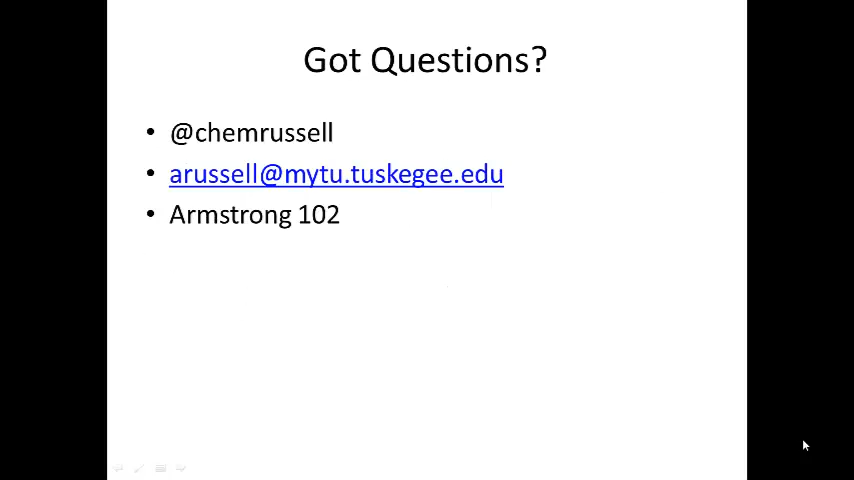 Got Questions?
• @chemrussell
• arussell@mytu.tuskegee.edu
• Armstrong 102